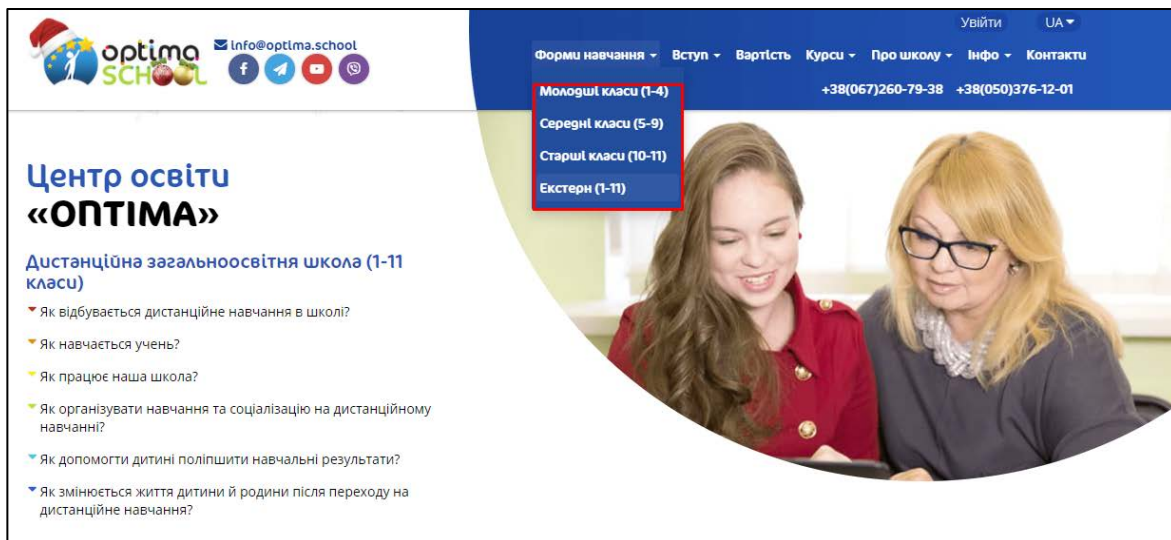 Увійти UA
optima
SCHOOL
info@optima.school
Форми навчання Вступ Вартість Курси Про школу Інфо Контакти
+38(067)260-79-38 +38(050)376-12-01
Молодші класи (1-4)
Середні класи (5-9)
Старші класи (10-11)
Екстерн (1-11)
Центр освіти
«ОПТІМА»
Дистанційна загальноосвітня школа (1-11
класи)
Як відбувається дистанційне навчання в школі?
Як навчається учень?
Як працює наша школа?
Як організувати навчання та соціалізацію на дистанційному
навчанні?
Як допомогти дитині поліпшити навчальні результати?
Як змінюється життя дитини й родини після переходу на
дистанційне навчання?